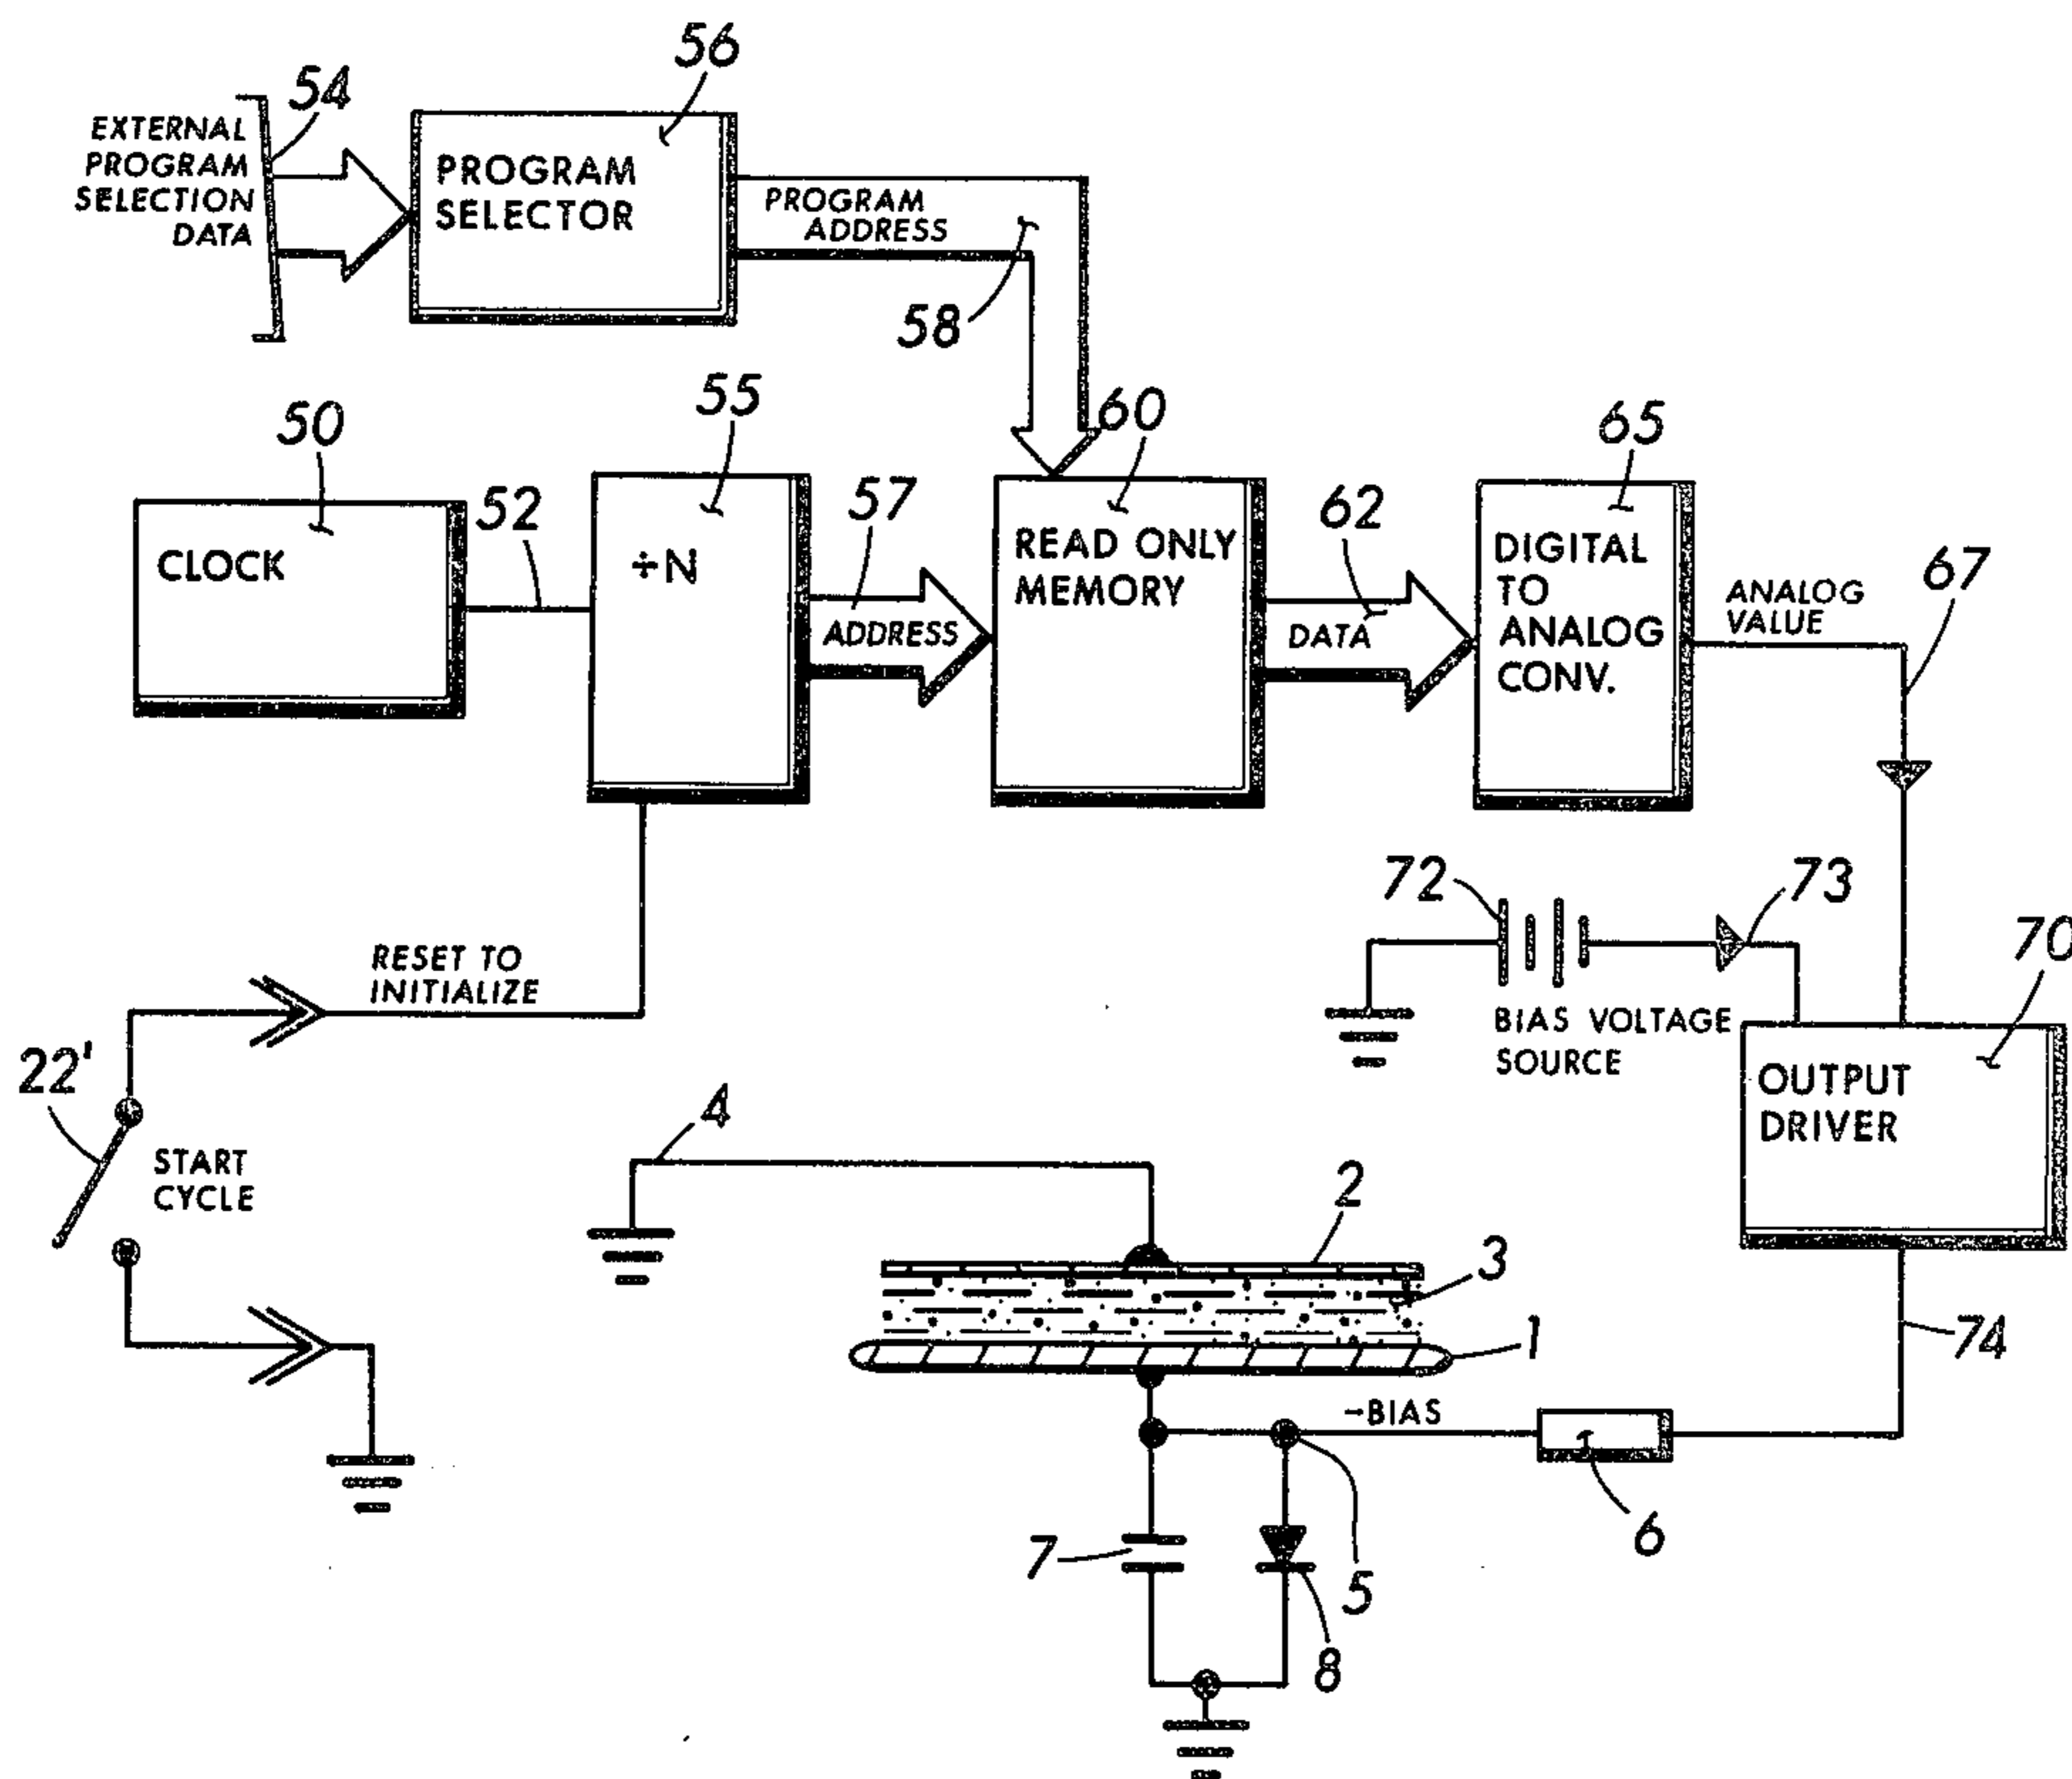 56
54
EXTERNAL
PROGRAM
SELECTION
DATA
PROGRAM
SELECTOR
PROGRAM
ADDRESS
58
50
52
55
57
60
62
65
67
CLOCK
÷N
ADDRESS
READ ONLY
MEMORY
DATA
DIGITAL
TO
ANALOG
CONV.
ANALOG
VALUE
72
73
70
BIAS VOLTAGE
SOURCE
OUTPUT
DRIVER
RESET TO
INITIALIZE
22'
START
CYCLE
4
2
3
1
74
-BIAS
6
7
5
8